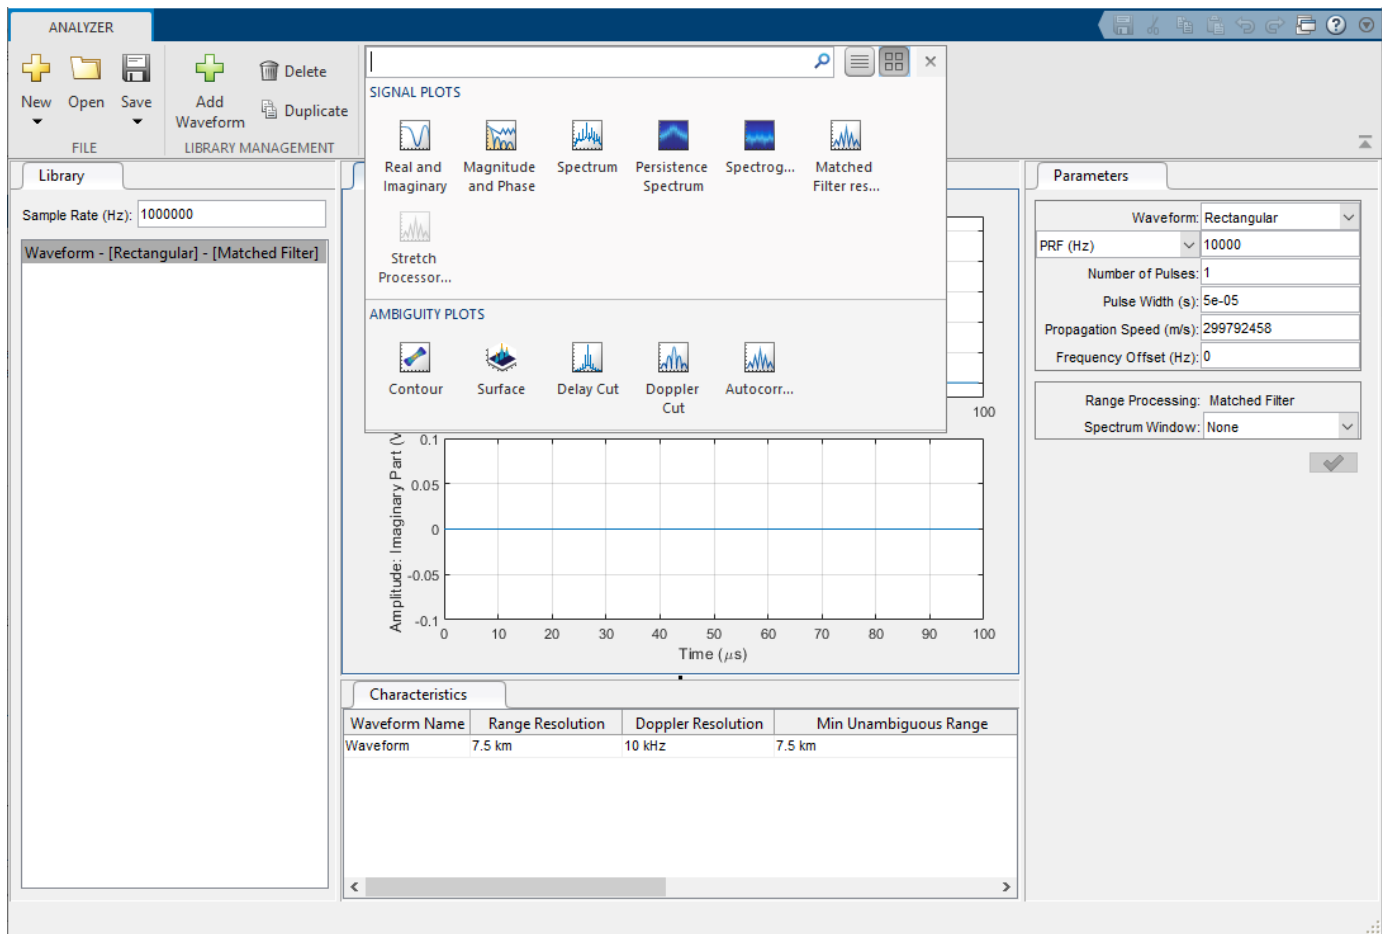 ANALYZER
New
Open
Save
Add
Waveform
Delete
Duplicate
FILE
LIBRARY MANAGEMENT
SIGNAL PLOTS
Real and
Imaginary
Magnitude
and Phase
Spectrum
Persistence
Spectrum
Spectrog...
Matched
Filter res...
Stretch
Processor...
AMBIGUITY PLOTS
Contour
Surface
Delay Cut
Doppler
Cut
Autocorr...
Library
Sample Rate (Hz): 1000000
Waveform - [Rectangular] - [Matched Filter]
100
Amplitude: Imaginary Part (V
0.1
0.05
0
-0.05
-0.1
0 10 20 30 40 50 60 70 80 90 100
Time (μs)
Characteristics
Waveform Name Range Resolution Doppler Resolution Min Unambiguous Range
Waveform 7.5 km 10 kHz 7.5 km
Parameters
Waveform: Rectangular
PRF (Hz) 10000
Number of Pulses: 1
Pulse Width (s): 5e-05
Propagation Speed (m/s): 299792458
Frequency Offset (Hz): 0
Range Processing: Matched Filter
Spectrum Window: None